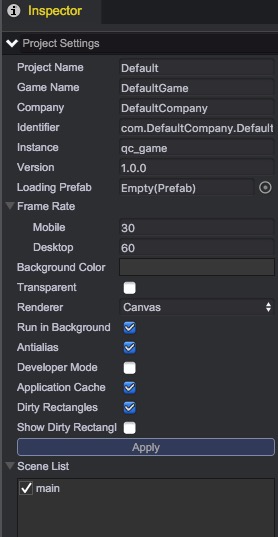 Inspector
Project Settings
Project Name Default
Game Name DefaultGame
Company DefaultCompany
Identifier com.DefaultCompany.Default
Instance qc_game
Version 1.0.0
Loading Prefab Empty(Prefab)
Frame Rate
Mobile 30
Desktop 60
Background Color
Transparent
Renderer Canvas
Run in Background
Antialias
Developer Mode
Application Cache
Dirty Rectangles
Show Dirty Rectangl
Apply
Scene List
main